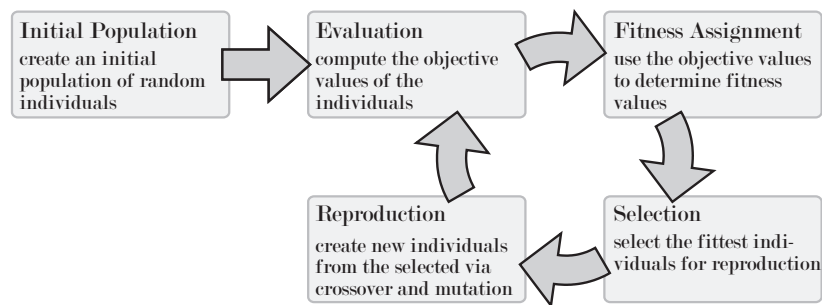 Initial Population
create an initial
population of random
individuals
Evaluation
compute the objective
values of the
individuals
Fitness Assignment
use the objective values
to determine fitness
values
Selection
select the fittest indi-
viduals for reproduction
Reproduction
create new individuals
from the selected via
crossover and mutation